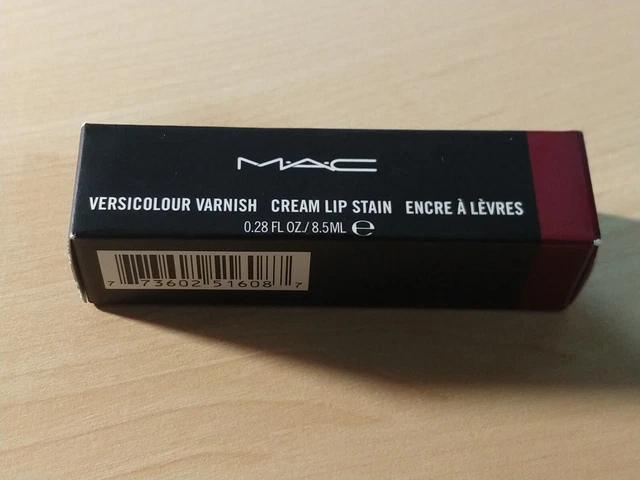 M·A·C
VERSICOLOUR VARNISH CREAM LIP STAIN ENCRE À LÈVRES
0.28 FL OZ./8.5ML ℮
7 73602 51608 7